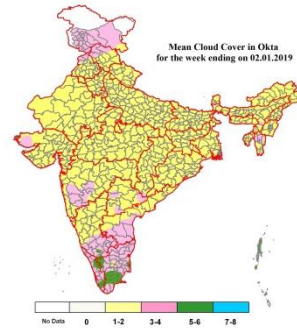 Mean Cloud Cover in Okta
for the week ending on 02.01.2019
No Data 0 1-2 3-4 5-6 7-8